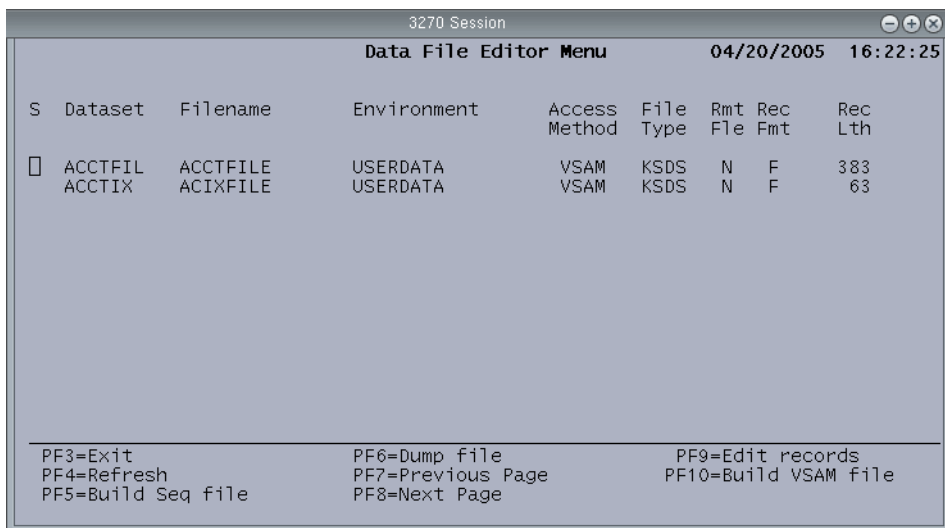 3270 Session
Data File Editor Menu 04/20/2005 16:22:25
S Dataset Filename Environment Access File Rmt Rec Rec
Method Type Fle Fmt Lth
ACCTFIL ACCTFILE USERDATA VSAM KSDS N F 383
ACCTIX ACIXFILE USERDATA VSAM KSDS N F 63
PF3=Exit PF6=Dump file PF9=Edit records
PF4=Refresh PF7=Previous Page PF10=Build VSAM file
PF5=Build Seq file PF8=Next Page